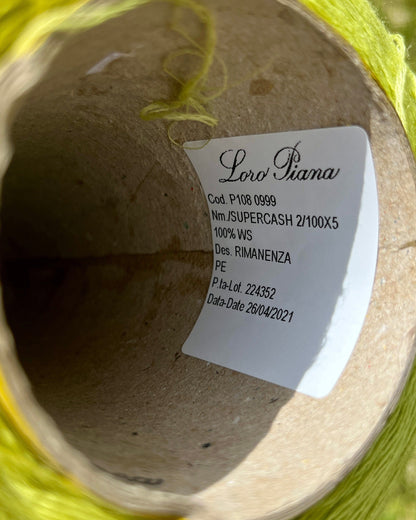 Loro Piana
Cod. P108 0999
Nm./SUPERCASH 2/100X5
100% WS
Des. RIMANENZA
PE
P.ta-Lot. 224352
Data-Date 26/04/2021